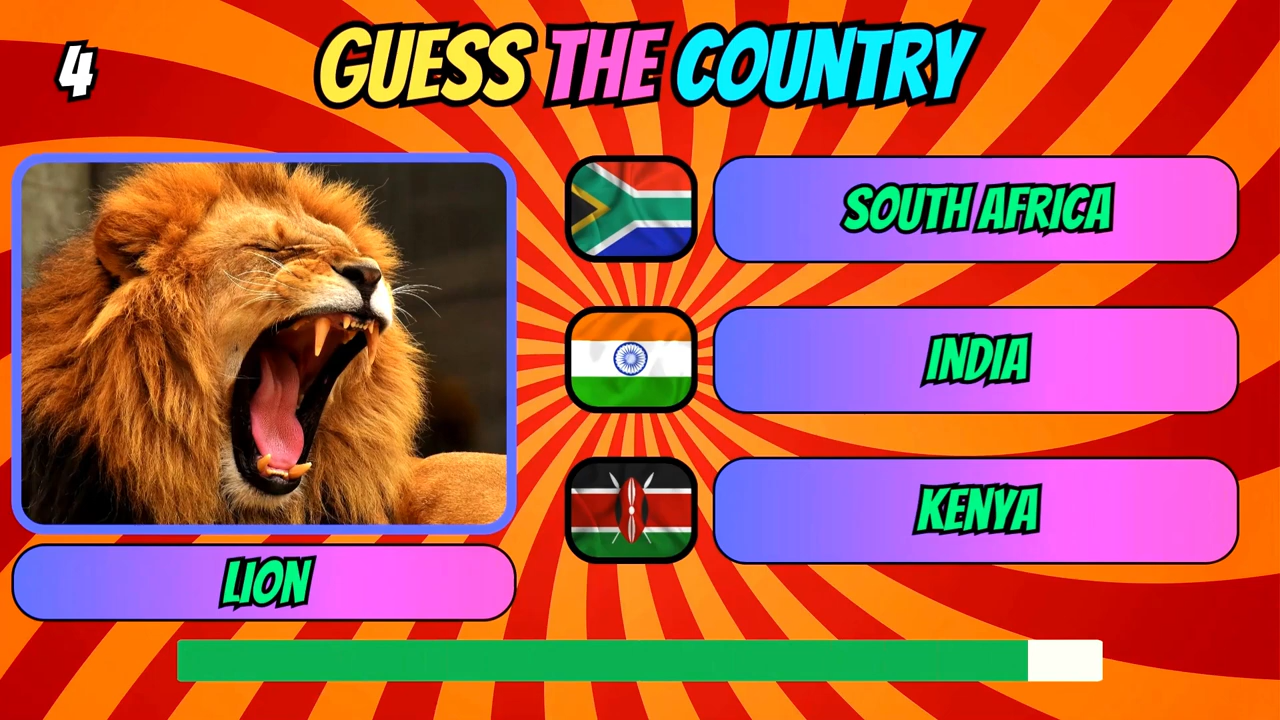 4
GUESS THE COUNTRY
SOUTH AFRICA
INDIA
KENYA
LION